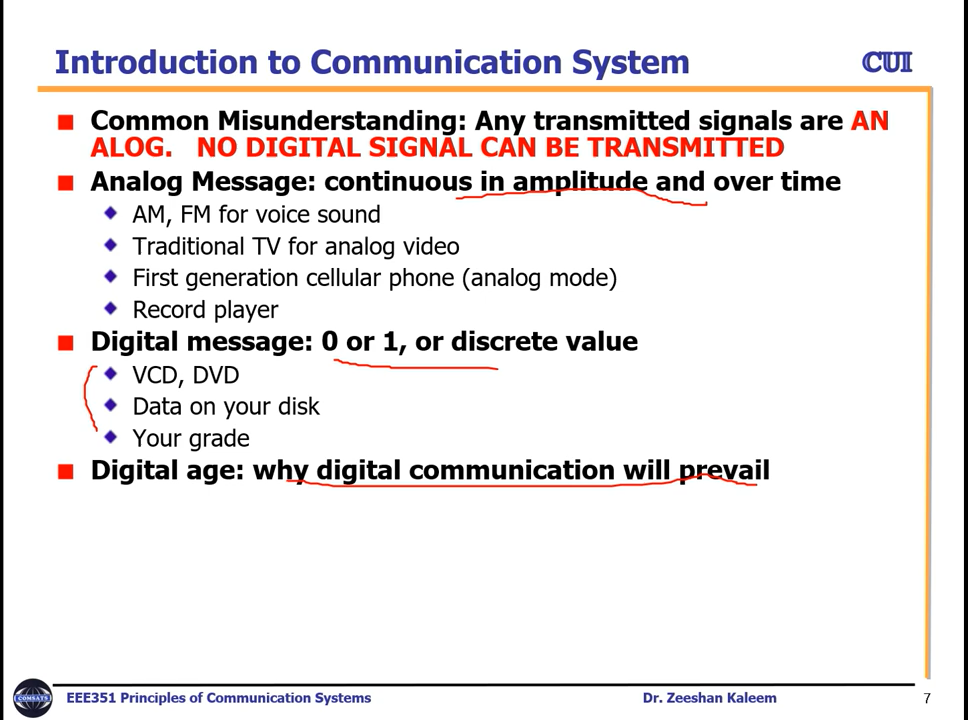 Introduction to Communication System
CUI
Common Misunderstanding: Any transmitted signals are AN
ALOG. NO DIGITAL SIGNAL CAN BE TRANSMITTED
Analog Message: continuous in amplitude and over time
AM, FM for voice sound
Traditional TV for analog video
First generation cellular phone (analog mode)
Record player
Digital message: 0 or 1, or discrete value
VCD, DVD
Data on your disk
Your grade
Digital age: why digital communication will prevail
COMSATS
EEE351 Principles of Communication Systems
Dr. Zeeshan Kaleem
7